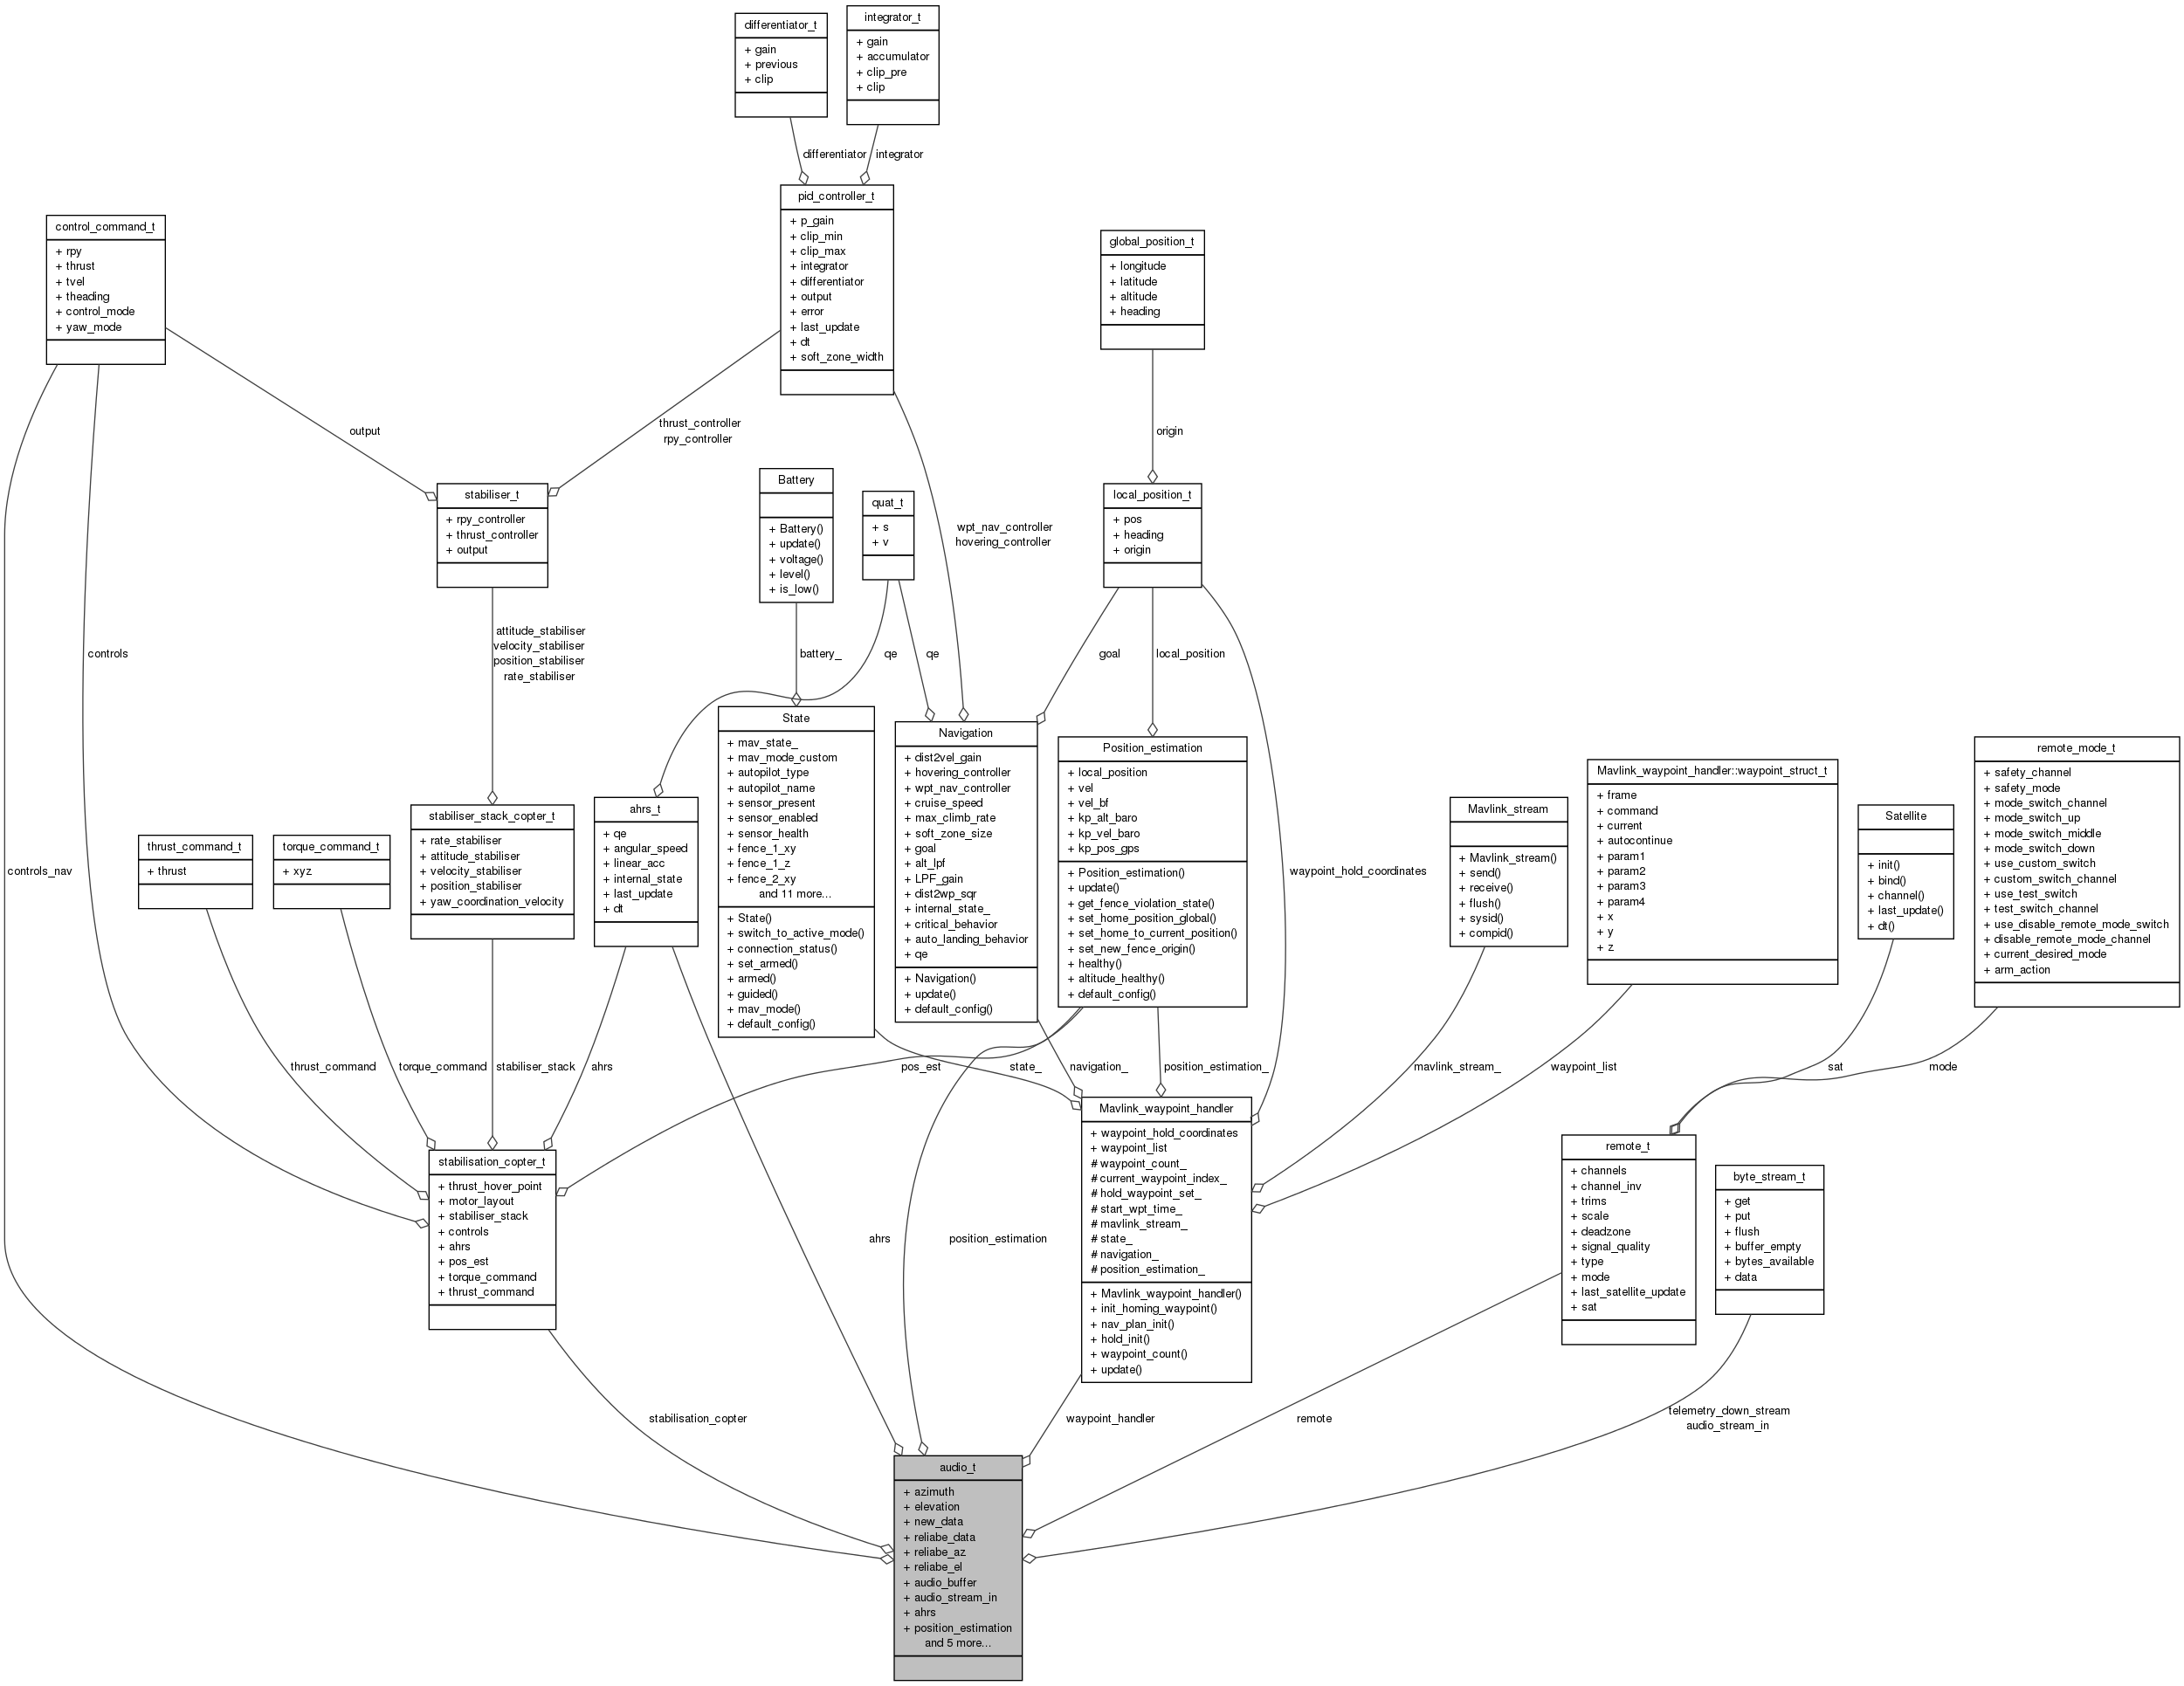 differentiator_t
+ gain
+ previous
+ clip
integrator_t
+ gain
+ accumulator
+ clip_pre
+ clip
differentiator
integrator
pid_controller_t
+ p_gain
+ clip_min
+ clip_max
+ integrator
+ differentiator
+ output
+ error
+ last_update
+ dt
+ soft_zone_width
control_command_t
+ rpy
+ thrust
+ tvel
+ theading
+ control_mode
+ yaw_mode
global_position_t
+ longitude
+ latitude
+ altitude
+ heading
output
thrust_controller
rpy_controller
origin
stabiliser_t
+ rpy_controller
+ thrust_controller
+ output
Battery
+ Battery()
+ update()
+ voltage()
+ level()
+ is_low()
quat_t
+ s
+ v
wpt_nav_controller
hovering_controller
local_position_t
+ pos
+ heading
+ origin
controls
attitude_stabiliser
velocity_stabiliser
position_stabiliser
rate_stabiliser
battery_
qe
qe
goal
local_position
State
+ mav_state_
+ mav_mode_custom
+ autopilot_type
+ autopilot_name
+ sensor_present
+ sensor_enabled
+ sensor_health
+ fence_1_xy
+ fence_1_z
+ fence_2_xy
and 11 more...
+ State()
+ switch_to_active_mode()
+ connection_status()
+ set_armed()
+ armed()
+ guided()
+ mav_mode()
+ default_config()
Navigation
+ dist2vel_gain
+ hovering_controller
+ wpt_nav_controller
+ cruise_speed
+ max_climb_rate
+ soft_zone_size
+ goal
+ alt_lpf
+ LPF_gain
+ dist2wp_sqr
+ internal_state_
+ critical_behavior
+ auto_landing_behavior
+ qe
+ Navigation()
+ update()
+ default_config()
Position_estimation
+ local_position
+ vel
+ vel_bf
+ kp_alt_baro
+ kp_vel_baro
+ kp_pos_gps
+ Position_estimation()
+ update()
+ get_fence_violation_state()
+ set_home_position_global()
+ set_home_to_current_position()
+ set_new_fence_origin()
+ healthy()
+ altitude_healthy()
+ default_config()
remote_mode_t
+ safety_channel
+ safety_mode
+ mode_switch_channel
+ mode_switch_up
+ mode_switch_middle
+ mode_switch_down
+ use_custom_switch
+ custom_switch_channel
+ use_test_switch
+ test_switch_channel
+ use_disable_remote_mode_switch
+ disable_remote_mode_channel
+ current_desired_mode
+ arm_action
Mavlink_waypoint_handler::waypoint_struct_t
+ frame
+ command
+ current
+ autocontinue
+ param1
+ param2
+ param3
+ param4
+ x
+ y
+ z
ahrs_t
+ qe
+ angular_speed
+ linear_acc
+ internal_state
+ last_update
+ dt
Mavlink_stream
+ Mavlink_stream()
+ send()
+ receive()
+ flush()
+ sysid()
+ compid()
stabiliser_stack_copter_t
+ rate_stabiliser
+ attitude_stabiliser
+ velocity_stabiliser
+ position_stabiliser
+ yaw_coordination_velocity
Satellite
+ init()
+ bind()
+ channel()
+ last_update()
+ dt()
thrust_command_t
+ thrust
torque_command_t
+ xyz
controls_nav
waypoint_hold_coordinates
thrust_command
torque_command
stabiliser_stack
ahrs
pos_est
state_
navigation_
position_estimation_
mavlink_stream_
waypoint_list
sat
mode
Mavlink_waypoint_handler
+ waypoint_hold_coordinates
+ waypoint_list
# waypoint_count_
# current_waypoint_index_
# hold_waypoint_set_
# start_wpt_time_
# mavlink_stream_
# state_
# navigation_
# position_estimation_
+ Mavlink_waypoint_handler()
+ init_homing_waypoint()
+ nav_plan_init()
+ hold_init()
+ waypoint_count()
+ update()
remote_t
+ channels
+ channel_inv
+ trims
+ scale
+ deadzone
+ signal_quality
+ type
+ mode
+ last_satellite_update
+ sat
stabilisation_copter_t
+ thrust_hover_point
+ motor_layout
+ stabiliser_stack
+ controls
+ ahrs
+ pos_est
+ torque_command
+ thrust_command
byte_stream_t
+ get
+ put
+ flush
+ buffer_empty
+ bytes_available
+ data
ahrs
position_estimation
stabilisation_copter
waypoint_handler
remote
telemetry_down_stream
audio_stream_in
audio_t
+ azimuth
+ elevation
+ new_data
+ reliabe_data
+ reliabe_az
+ reliabe_el
+ audio_buffer
+ audio_stream_in
+ ahrs
+ position_estimation
and 5 more...